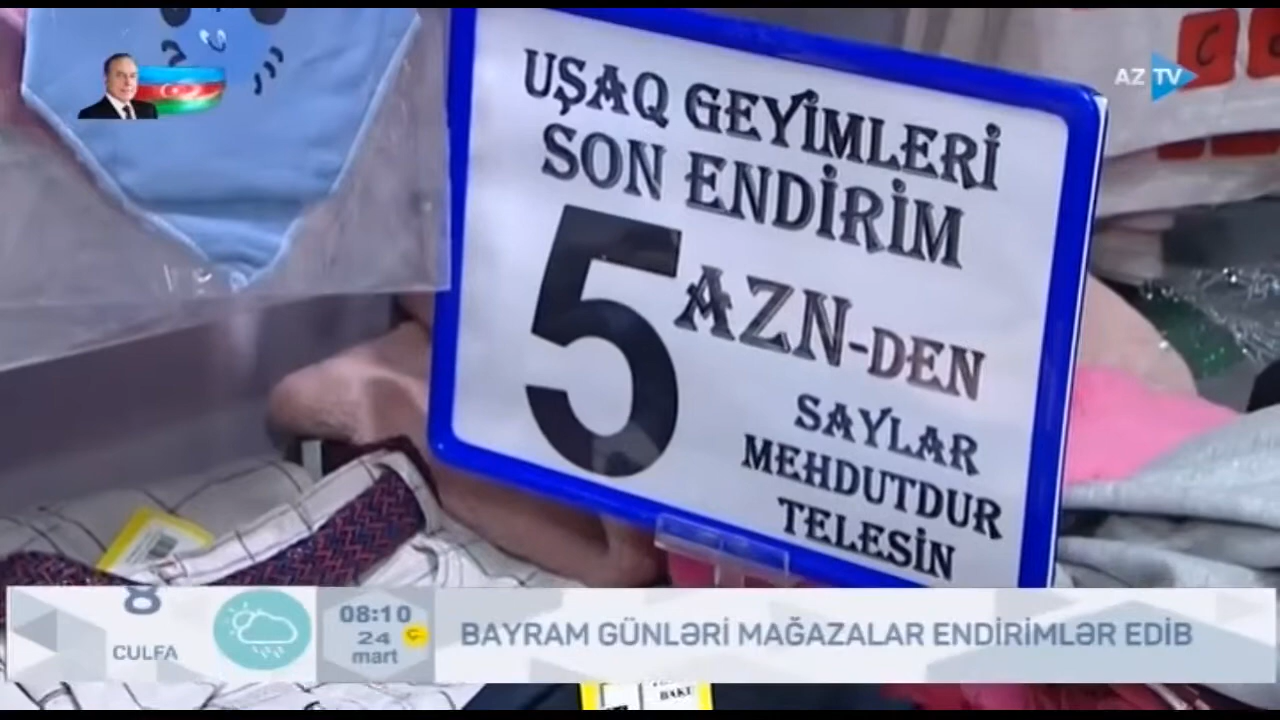 AZ TV
UŞAQ GEYİMLERİ
SON ENDİRİM
5 AZN-DEN
SAYLAR
MEHDUTDUR
TELESİN
8
CULFA
08:10
24 Ç.
mart
BAYRAM GÜNLƏRİ MAĞAZALAR ENDİRİMLƏR EDİB
BAKU